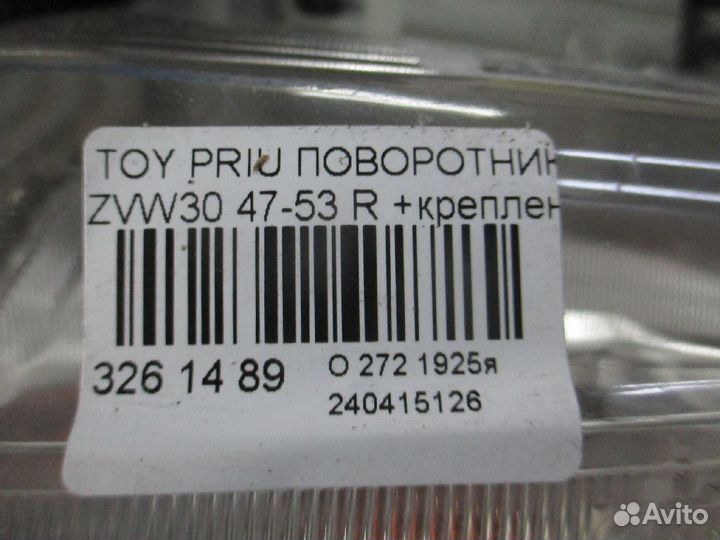 TOY PRIU ПОВОРОТНИК
ZVW30 47-53 R +креплен
326 14 89
О 272 1925я
240415126
Avito